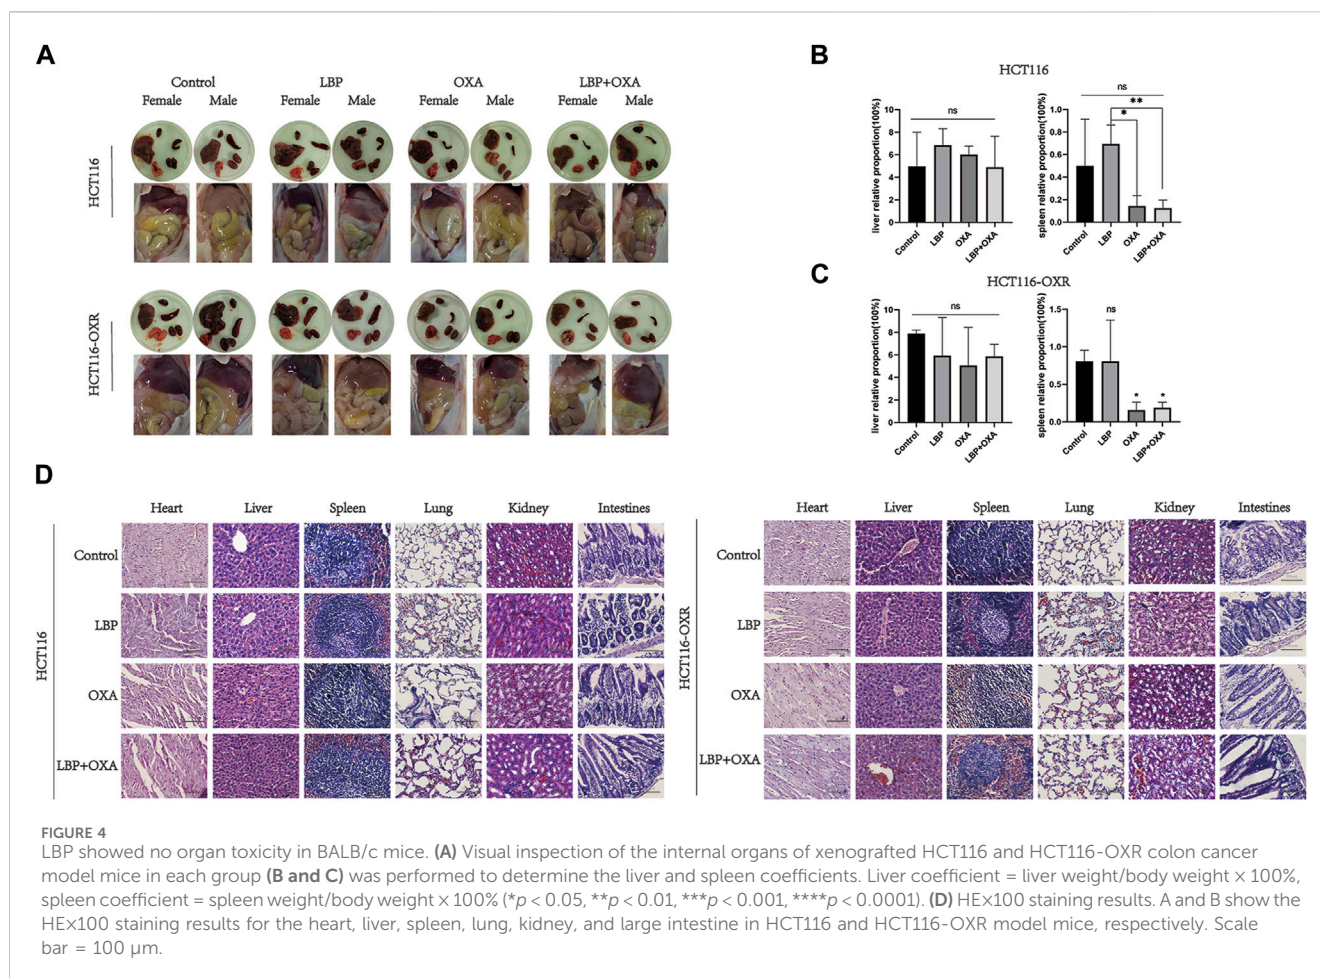 A
Control LBP OXA LBP+OXA
Female Male Female Male Female Male Female Male
HCT116
HCT116-OXR
B
HCT116
liver relative proportion(100%)
10
8
6
4
2
0
ns
Control LBP OXA LBP+OXA
spleen relative proportion(100%)
1.0
0.8
0.6
0.4
0.2
0.0
ns
**
*
Control LBP OXA LBP+OXA
C
HCT116-OXR
liver relative proportion(100%)
10
8
6
4
2
0
ns
Control LBP OXA LBP+OXA
spleen relative proportion(100%)
1.5
1.0
0.5
0.0
ns
* *
Control LBP OXA LBP+OXA
D
Heart Liver Spleen Lung Kidney Intestines
HCT116
Control
LBP
OXA
LBP+OXA
Heart Liver Spleen Lung Kidney Intestines
HCT116-OXR
Control
LBP
OXA
LBP+OXA
FIGURE 4
LBP showed no organ toxicity in BALB/c mice. (A) Visual inspection of the internal organs of xenografted HCT116 and HCT116-OXR colon cancer
model mice in each group (B and C) was performed to determine the liver and spleen coefficients. Liver coefficient = liver weight/body weight × 100%,
spleen coefficient = spleen weight/body weight × 100% (*p < 0.05, **p < 0.01, ***p < 0.001, ****p < 0.0001). (D) HE×100 staining results. A and B show the
HE×100 staining results for the heart, liver, spleen, lung, kidney, and large intestine in HCT116 and HCT116-OXR model mice, respectively. Scale
bar = 100 μm.